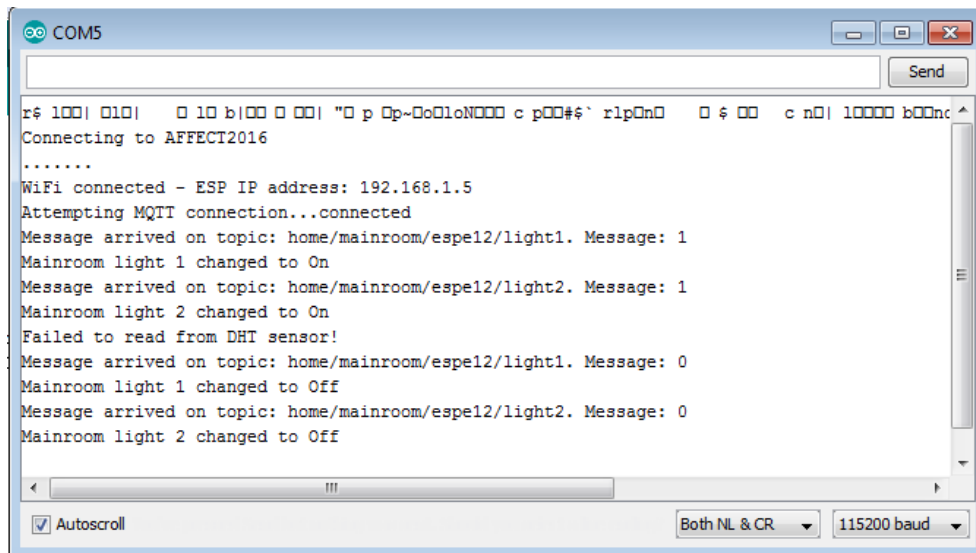 COM5
Send
Connecting to AFFECT2016
.......
WiFi connected - ESP IP address: 192.168.1.5
Attempting MQTT connection...connected
Message arrived on topic: home/mainroom/espe12/light1. Message: 1
Mainroom light 1 changed to On
Message arrived on topic: home/mainroom/espe12/light2. Message: 1
Mainroom light 2 changed to On
Failed to read from DHT sensor!
Message arrived on topic: home/mainroom/espe12/light1. Message: 0
Mainroom light 1 changed to Off
Message arrived on topic: home/mainroom/espe12/light2. Message: 0
Mainroom light 2 changed to Off
Autoscroll
Both NL & CR
115200 baud